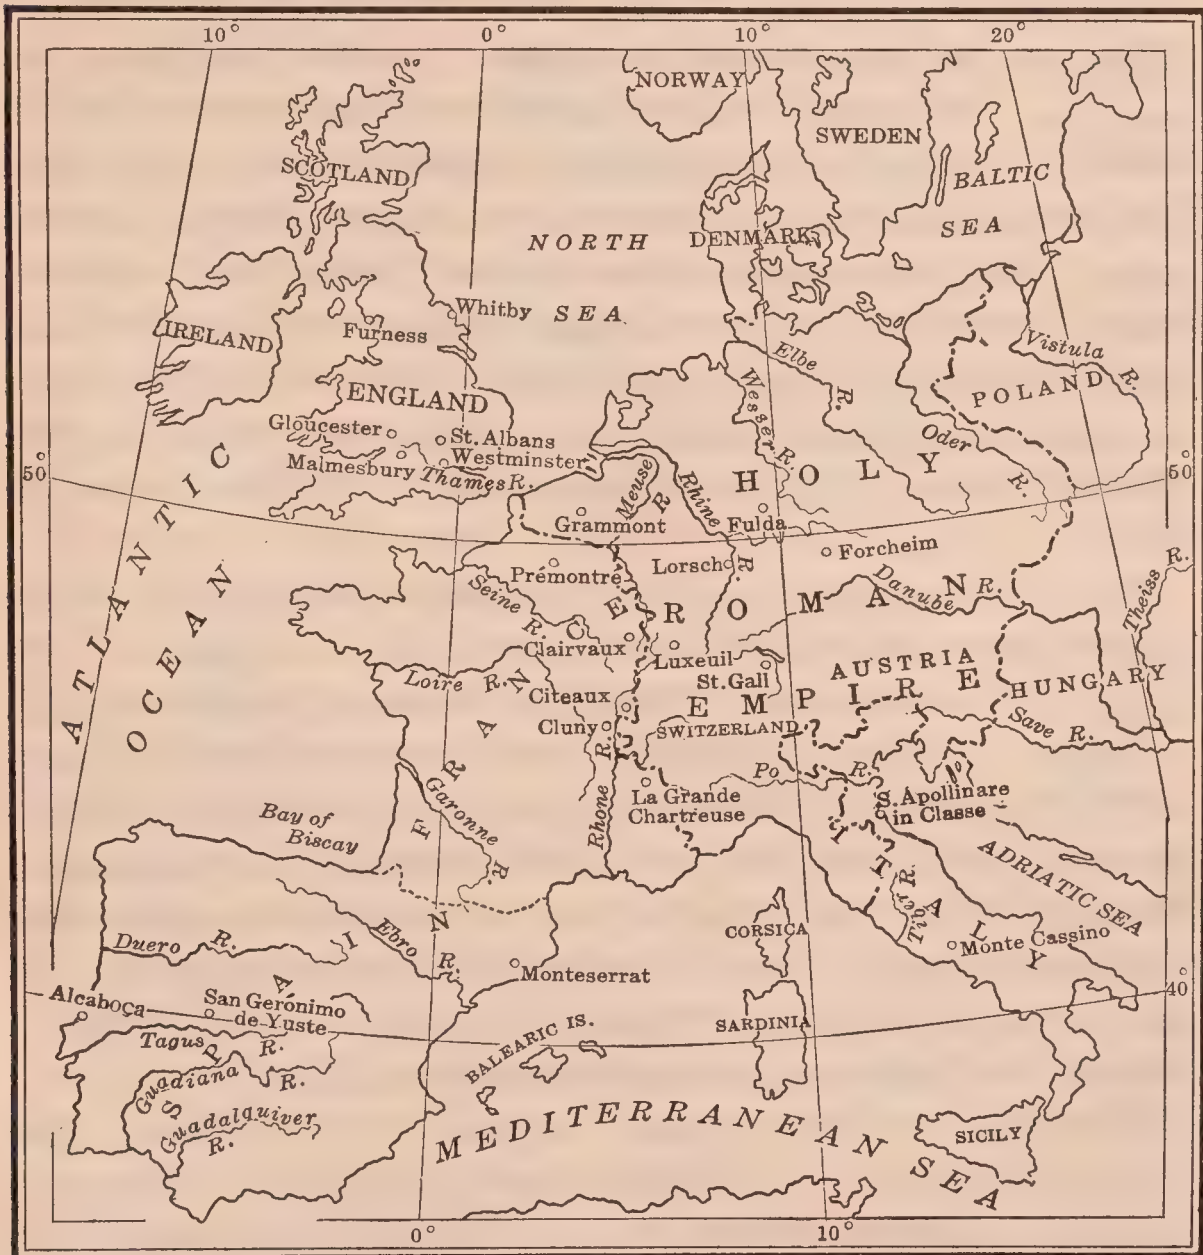 10°
0°
10°
20°
NORWAY
SWEDEN
SCOTLAND
BALTIC
SEA
NORTH
SEA
DENMARK
IRELAND
Furness
Whitby
ENGLAND
Gloucester
St. Albans
Malmesbury
Westminster
Thames R.
Elbe
R.
Wesser R.
Vistula
R.
POLAND
Oder
R.
50°
50°
ATLANTIC
OCEAN
HOLY
ROMAN
EMPIRE
Meuse
R
Rhine
R.
Grammont
Fulda
Prémontré
Lorsch
Forcheim
Seine
R.
Danube R.
Theiss R.
Clairvaux
Luxeuil
St. Gall
AUSTRIA
HUNGARY
Loire R.
Citeaux
Cluny
SWITZERLAND
Save R.
FRANCE
Garonne
R.
Rhone R.
Po R.
La Grande
Chartreuse
S. Apollinare
in Classe
Bay of
Biscay
ITALY
ADRIATIC SEA
Tiber R.
CORSICA
Monte Cassino
Duero R.
Ebro
R.
Monteserrat
SPAIN
40°
Alcaboça
San Gerónimo
de Yuste
Tagus R.
BALEARIC IS.
SARDINIA
Guadiana
R.
Guadalquiver
R.
MEDITERRANEAN SEA
SICILY
0°
10°